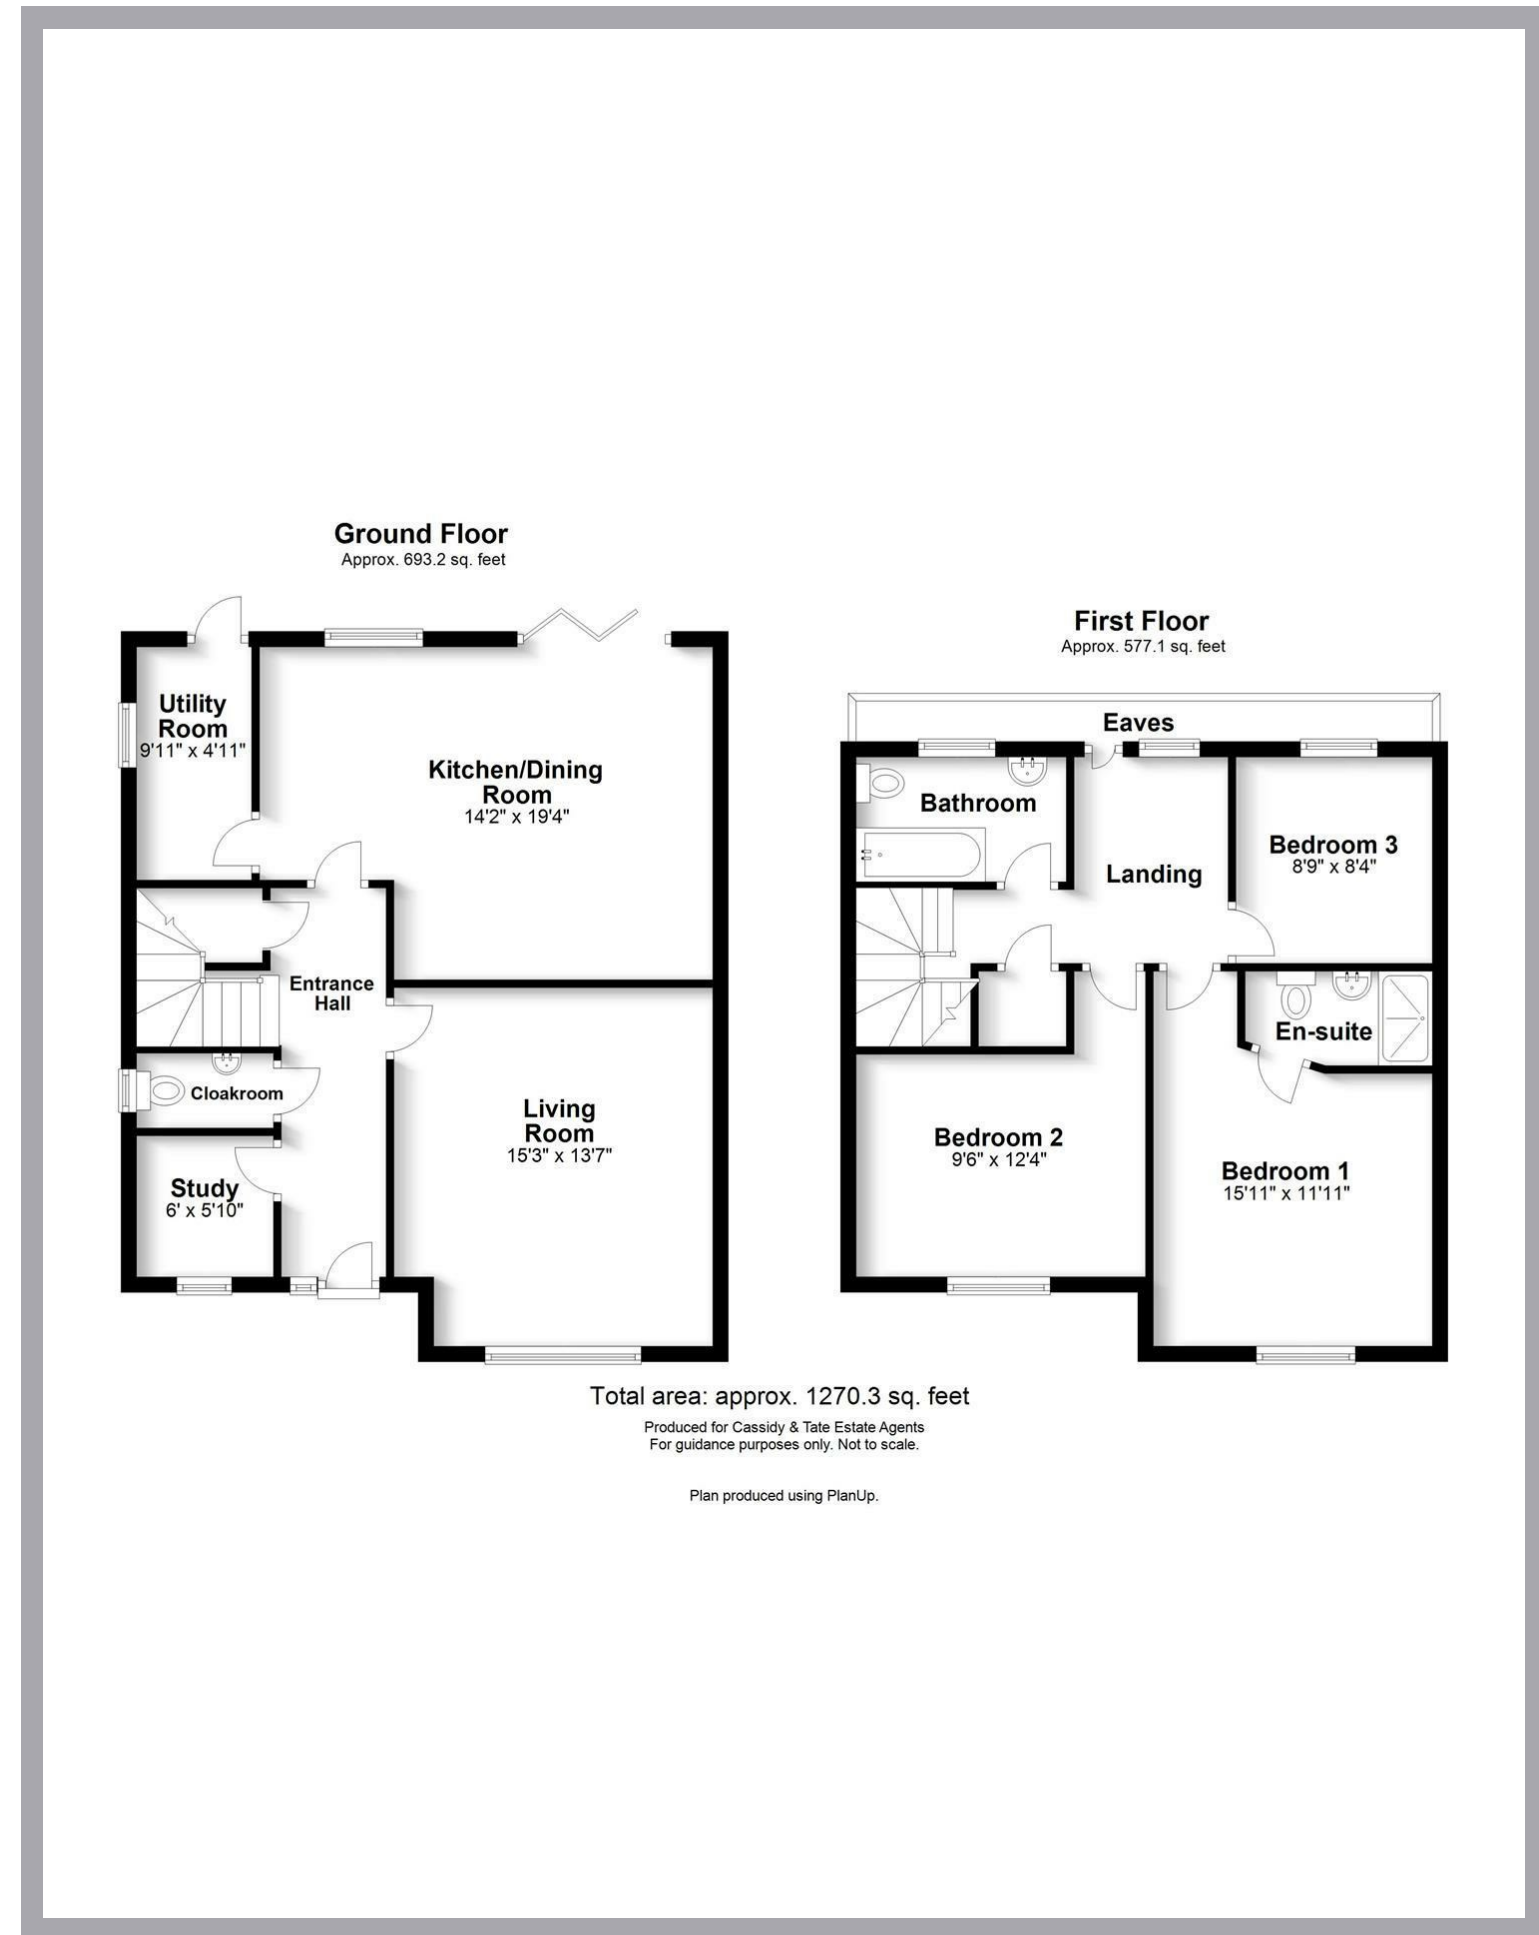 Ground Floor
Approx. 693.2 sq. feet
Utility
Room
9'11" x 4'11"
Kitchen/Dining
Room
14'2" x 19'4"
Entrance
Hall
Cloakroom
Study
6' x 5'10"
Living
Room
15'3" x 13'7"
First Floor
Approx. 577.1 sq. feet
Eaves
Bathroom
Landing
Bedroom 3
8'9" x 8'4"
En-suite
Bedroom 2
9'6" x 12'4"
Bedroom 1
15'11" x 11'11"
Total area: approx. 1270.3 sq. feet
Produced for Cassidy & Tate Estate Agents
For guidance purposes only. Not to scale.
Plan produced using PlanUp.